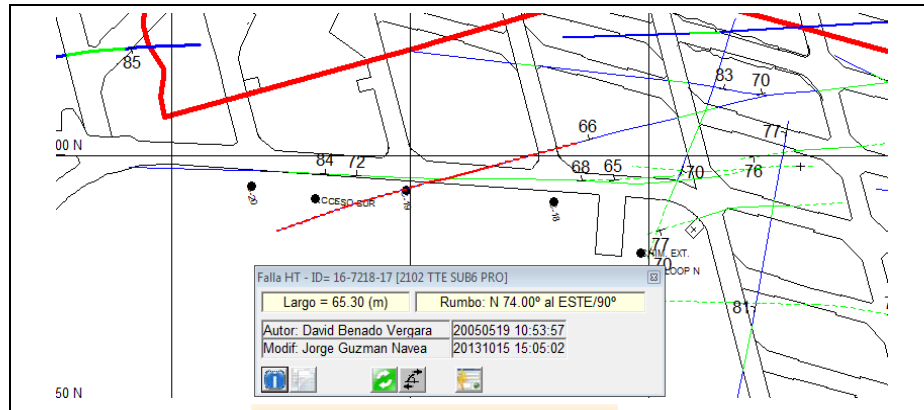 85
83
70
77
66
00 N
84
72
68
65
70
76
CCESO SUR
77
IM. EXT.
70
LOOP N
81
Falla HT - ID= 16-7218-17 [2102 TTE SUB6 PRO]
Largo = 65.30 (m)
Rumbo: N 74.00º al ESTE/90º
Autor: David Benado Vergara
20050519 10:53:57
Modif: Jorge Guzman Navea
20131015 15:05:02
50 N